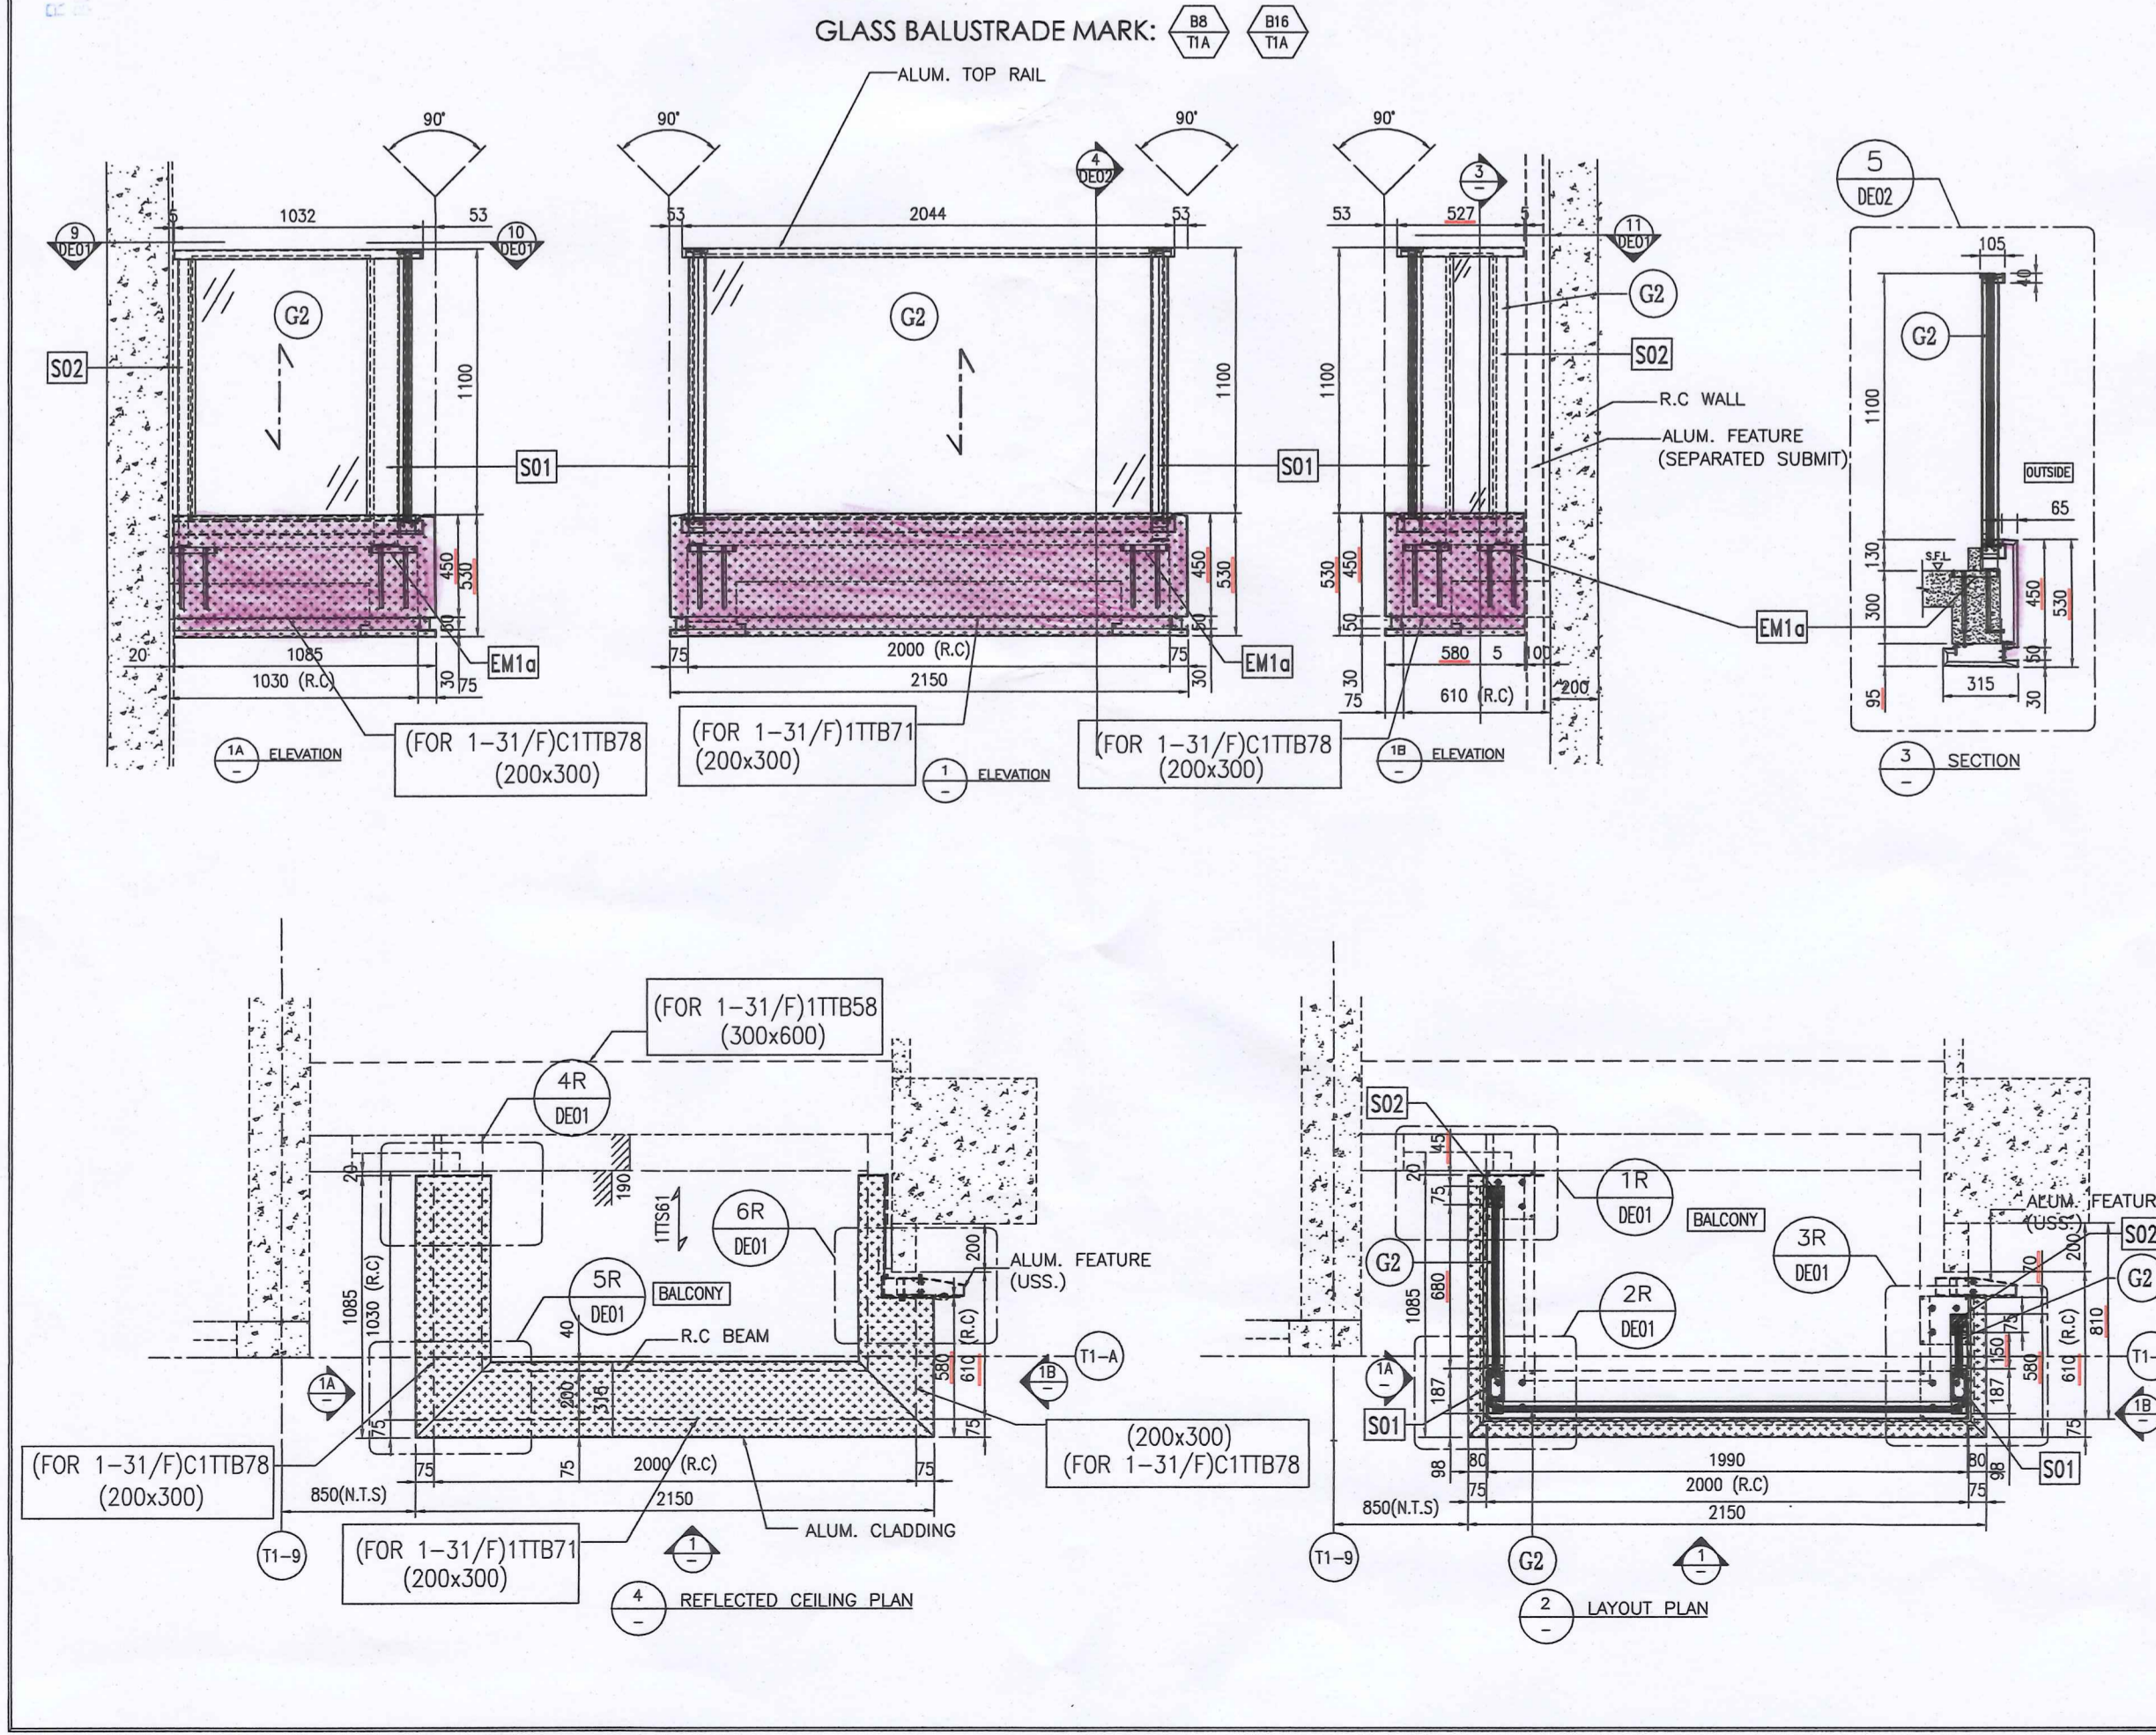 GLASS BALUSTRADE MARK:
B8
T1A
B16
T1A
ALUM. TOP RAIL
90°
90°
90°
90°
4
DE02
3
–
5
DE02
5
1032
53
53
2044
53
53
527
5
9
DE01
10
DE01
11
DE01
105
40
G2
G2
G2
G2
S02
S02
1100
1100
1100
1100
R.C WALL
ALUM. FEATURE
(SEPARATED SUBMIT)
S01
S01
OUTSIDE
65
S.F.L
130
300
95
450
530
50
30
315
450
530
450
530
50
530
450
50
EM1a
EM1a
EM1a
20
1085
1030 (R.C)
30
75
75
2000 (R.C)
75
2150
30
580
5
100
30
75
610 (R.C)
200
(FOR 1-31/F)C1TTB78
(200x300)
(FOR 1-31/F)1TTB71
(200x300)
(FOR 1-31/F)C1TTB78
(200x300)
1A
–
ELEVATION
1
–
ELEVATION
1B
–
ELEVATION
3
–
SECTION
(FOR 1-31/F)1TTB58
(300x600)
4R
DE01
20
190
1TTS61
6R
DE01
5R
DE01
BALCONY
200
ALUM. FEATURE
(USS.)
1085
1030 (R.C)
40
R.C BEAM
T1-A
580
610 (R.C)
1A
–
1B
–
75
200
75
75
75
2000 (R.C)
75
850(N.T.S)
2150
(FOR 1-31/F)C1TTB78
(200x300)
(200x300)
(FOR 1-31/F)C1TTB78
ALUM. CLADDING
T1-9
(FOR 1-31/F)1TTB71
(200x300)
1
–
4
–
REFLECTED CEILING PLAN
S02
45
20
75
1R
DE01
BALCONY
3R
DE01
2R
DE01
ALUM. FEATUR
(USS.)
S02
G2
G2
70
200
1085
680
187
75
150
187
580
610 (R.C)
810
75
T1-
1A
–
1B
–
S01
S01
98
80
1990
80
98
75
2000 (R.C)
75
850(N.T.S)
2150
T1-9
G2
1
–
2
–
LAYOUT PLAN